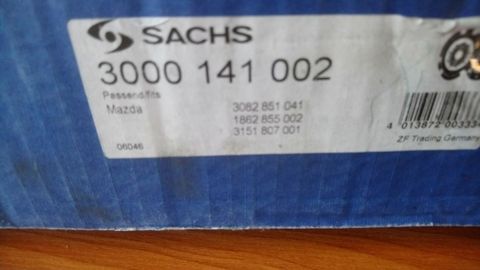 SACHS
3000 141 002
Passend/fits
Mazda 3082 851 041
1862 855 002
3151 807 001
06046
4 013872 00333
ZF Trading Germany